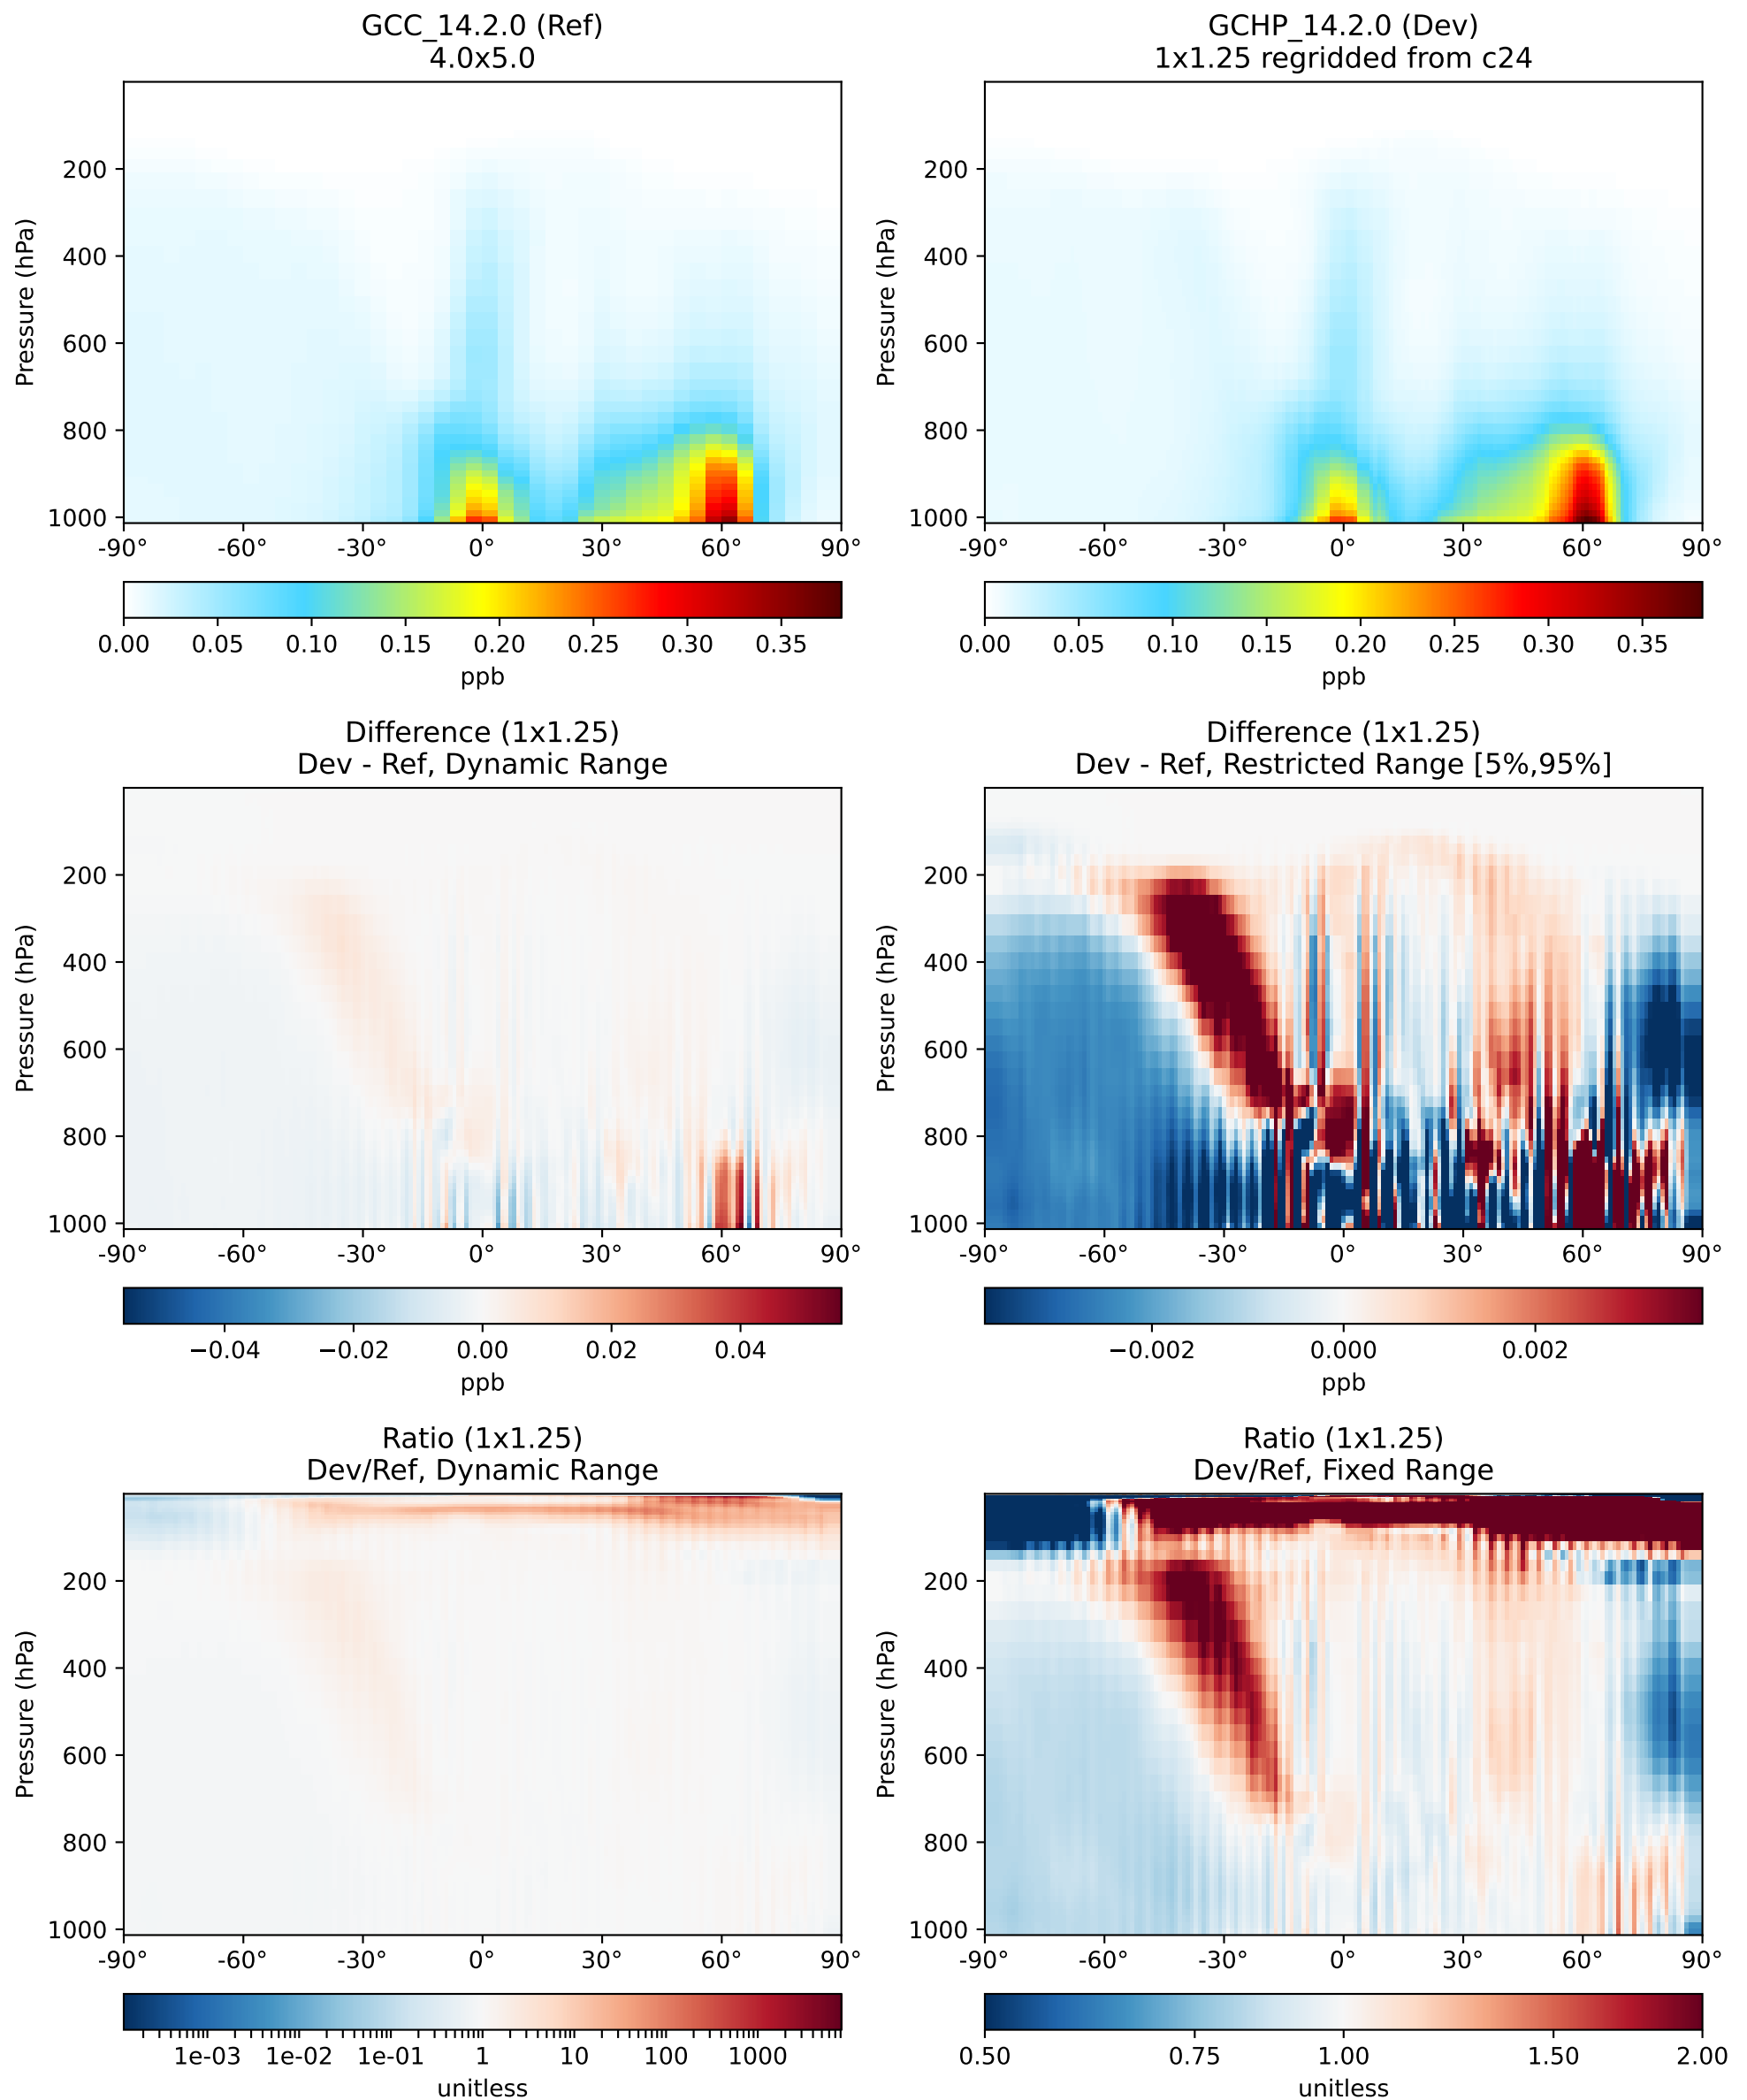 GCC_14.2.0 (Ref)
4.0x5.0
Pressure (hPa)
200
400
600
800
1000
-90° -60° -30° 0° 30° 60° 90°
0.00 0.05 0.10 0.15 0.20 0.25 0.30 0.35
ppb
GCHP_14.2.0 (Dev)
1x1.25 regridded from c24
Pressure (hPa)
200
400
600
800
1000
-90° -60° -30° 0° 30° 60° 90°
0.00 0.05 0.10 0.15 0.20 0.25 0.30 0.35
ppb
Difference (1x1.25)
Dev - Ref, Dynamic Range
Pressure (hPa)
200
400
600
800
1000
-90° -60° -30° 0° 30° 60° 90°
−0.04 −0.02 0.00 0.02 0.04
ppb
Difference (1x1.25)
Dev - Ref, Restricted Range [5%,95%]
Pressure (hPa)
200
400
600
800
1000
-90° -60° -30° 0° 30° 60° 90°
−0.002 0.000 0.002
ppb
Ratio (1x1.25)
Dev/Ref, Dynamic Range
Pressure (hPa)
200
400
600
800
1000
-90° -60° -30° 0° 30° 60° 90°
1e-03 1e-02 1e-01 1 10 100 1000
unitless
Ratio (1x1.25)
Dev/Ref, Fixed Range
Pressure (hPa)
200
400
600
800
1000
-90° -60° -30° 0° 30° 60° 90°
0.50 0.75 1.00 1.50 2.00
unitless